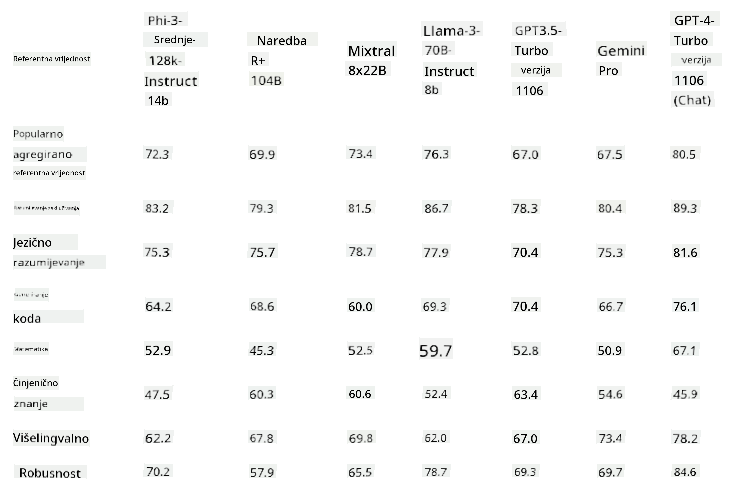 Referentna vrijednost
Phi-3-
Srednje-
128k-
Instruct
14b
Naredba
R+
104B
Mixtral
8x22B
Llama-3-
70B-
Instruct
8b
GPT3.5-
Turbo
verzija
1106
Gemini
Pro
GPT-4-
Turbo
verzija
1106
(Chat)
Popularno
agregirano
referentna vrijednost
72.3 69.9 73.4 76.3 67.0 67.5 80.5
83.2 79.3 81.5 86.7 78.3 80.4 89.3
Jezično
razumijevanje
75.3 75.7 78.7 77.9 70.4 75.3 81.6
koda
64.2 68.6 60.0 69.3 70.4 66.7 76.1
Matematika 52.9 45.3 52.5 59.7 52.8 50.9 67.1
Činjenično
znanje
47.5 60.3 60.6 52.4 63.4 54.6 45.9
Višelingvalno 62.2 67.8 69.8 62.0 67.0 73.4 78.2
Robusnost 70.2 57.9 65.5 78.7 69.3 69.7 84.6